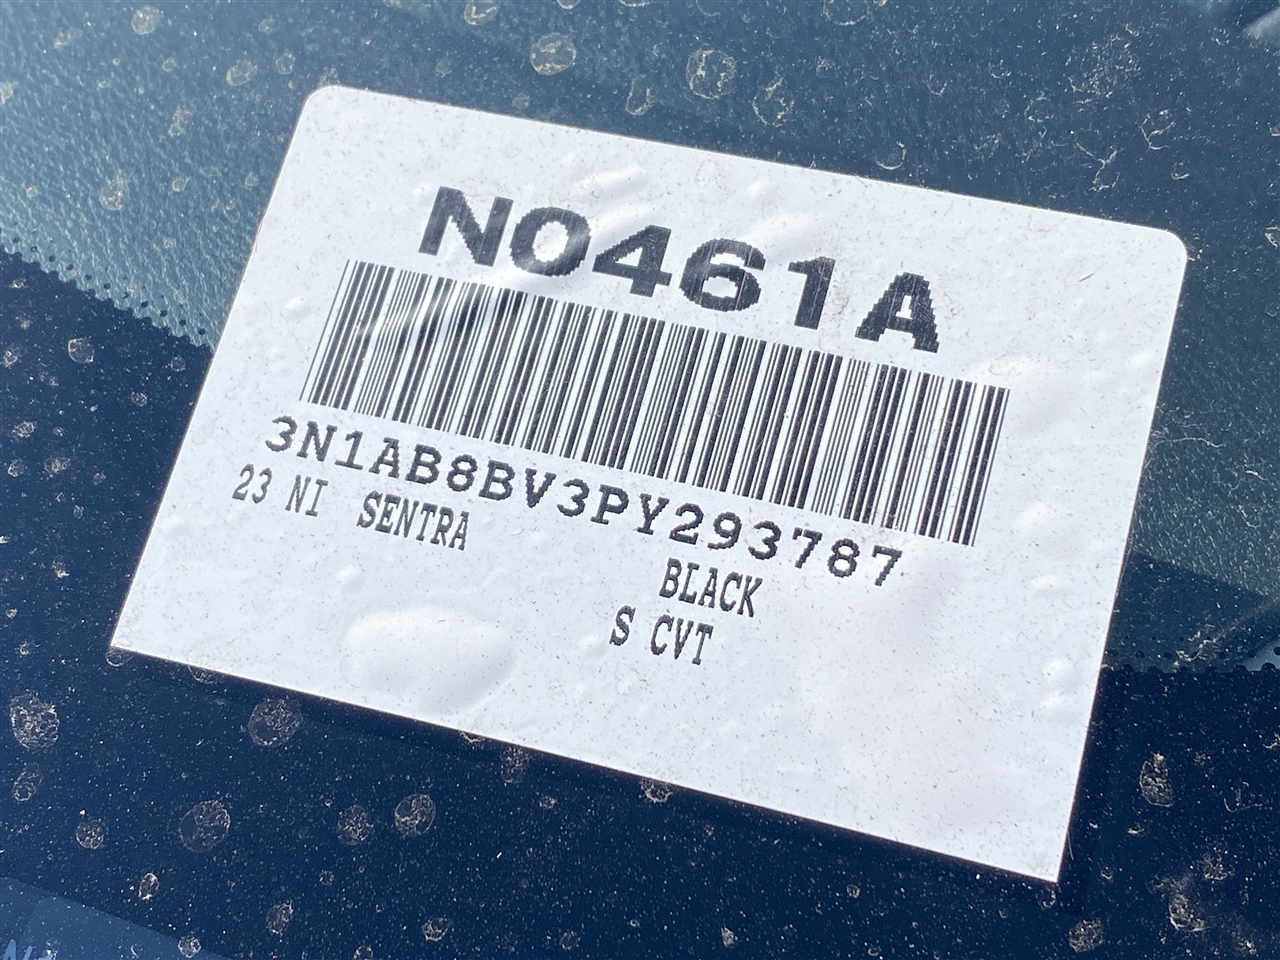 N0461A
3N1AB8BV3PY293787
23 NI SENTRA
BLACK
S CVT